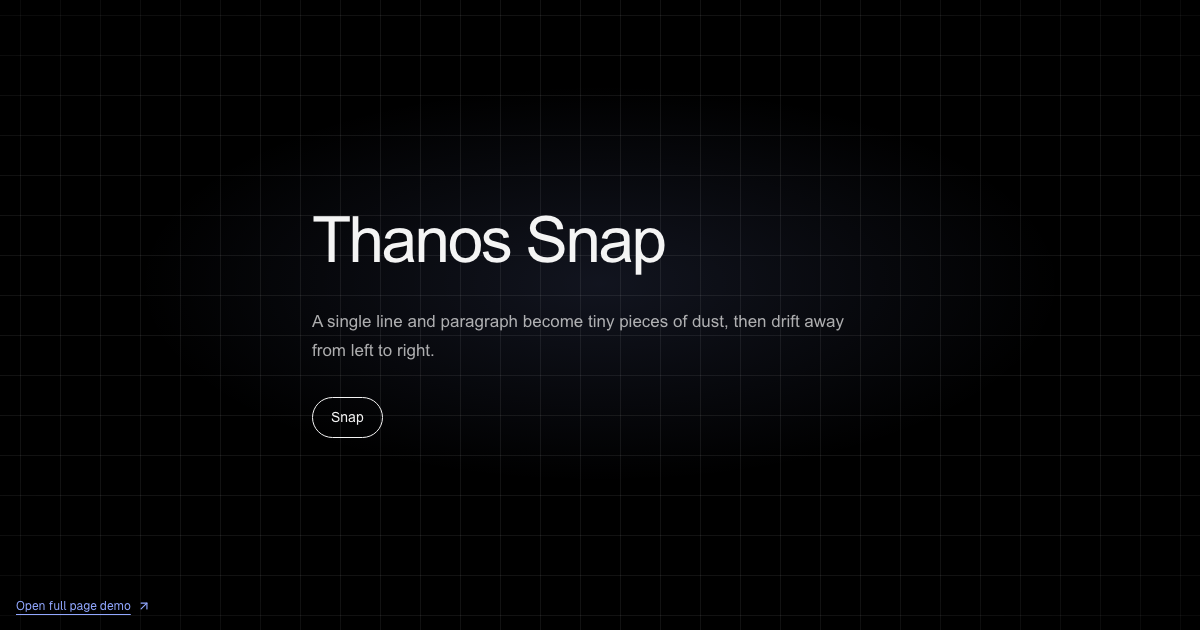 Thanos Snap
A single line and paragraph become tiny pieces of dust, then drift away
from left to right.
Snap
Open full page demo